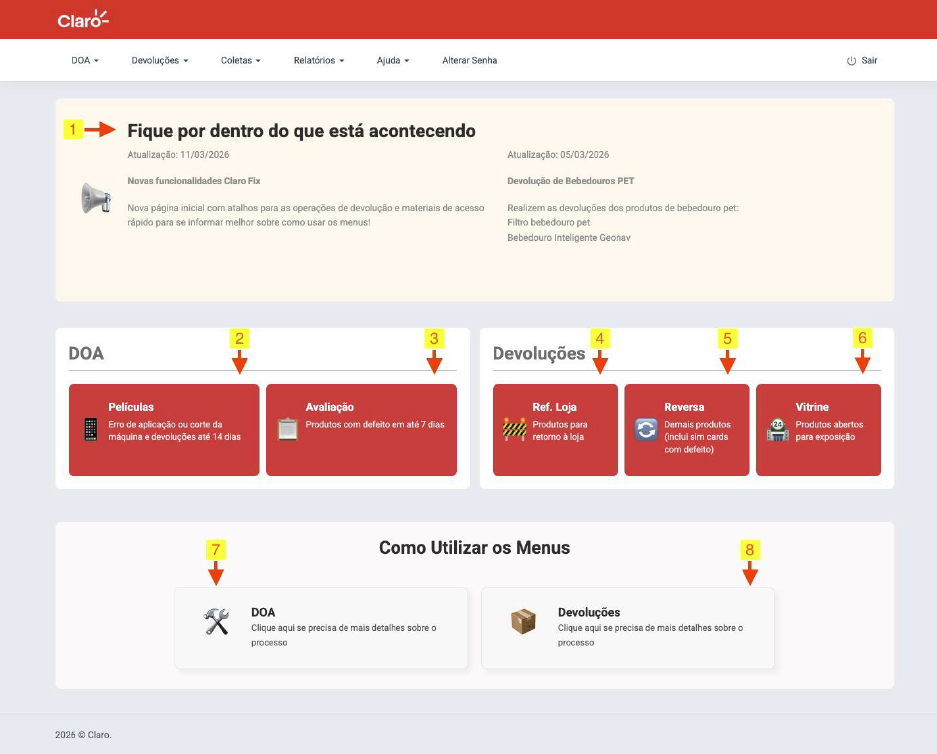 Claro
DOA
Devoluções
Coletas
Relatórios
Ajuda
Alterar Senha
Sair
1
Fique por dentro do que está acontecendo
Atualização: 11/03/2026
Novas funcionalidades Claro Fix
Nova página inicial com atalhos para as operações de devolução e materiais de acesso
rápido para se informar melhor sobre como usar os menus!
Atualização: 05/03/2026
Devolução de Bebedouros PET
Realizem as devoluções dos produtos de bebedouro pet:
Filtro bebedouro pet
Bebedouro Inteligente Geonav
DOA
2
3
Películas
Erro de aplicação ou corte da
máquina e devoluções até 14 dias
Avaliação
Produtos com defeito em até 7 dias
Devoluções
4
5
6
Ref. Loja
Produtos para
retorno à loja
Reversa
Demais produtos
(inclui sim cards
com defeito)
24
Vitrine
Produtos abertos
para exposição
Como Utilizar os Menus
7
8
DOA
Clique aqui se precisa de mais detalhes sobre o
processo
Devoluções
Clique aqui se precisa de mais detalhes sobre o
processo
2026 © Claro.